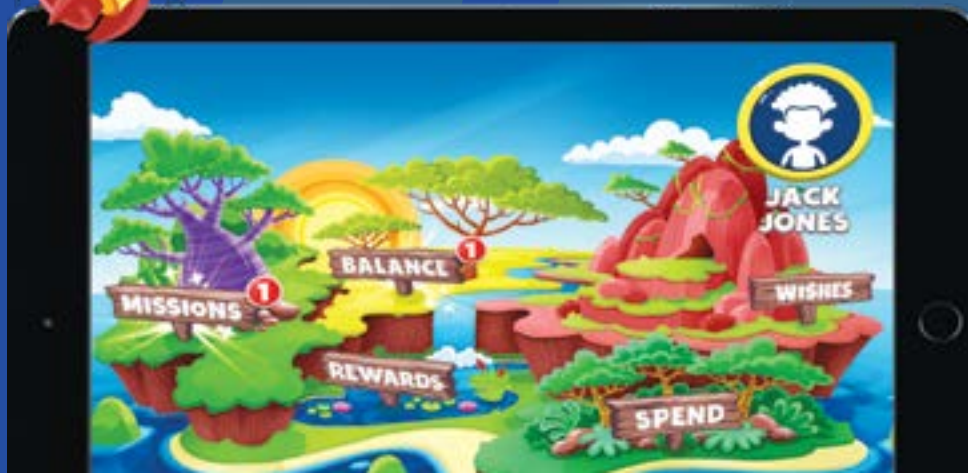 JACK
JONES
BALANCE
1
MISSIONS
1
WISHES
REWARDS
SPEND